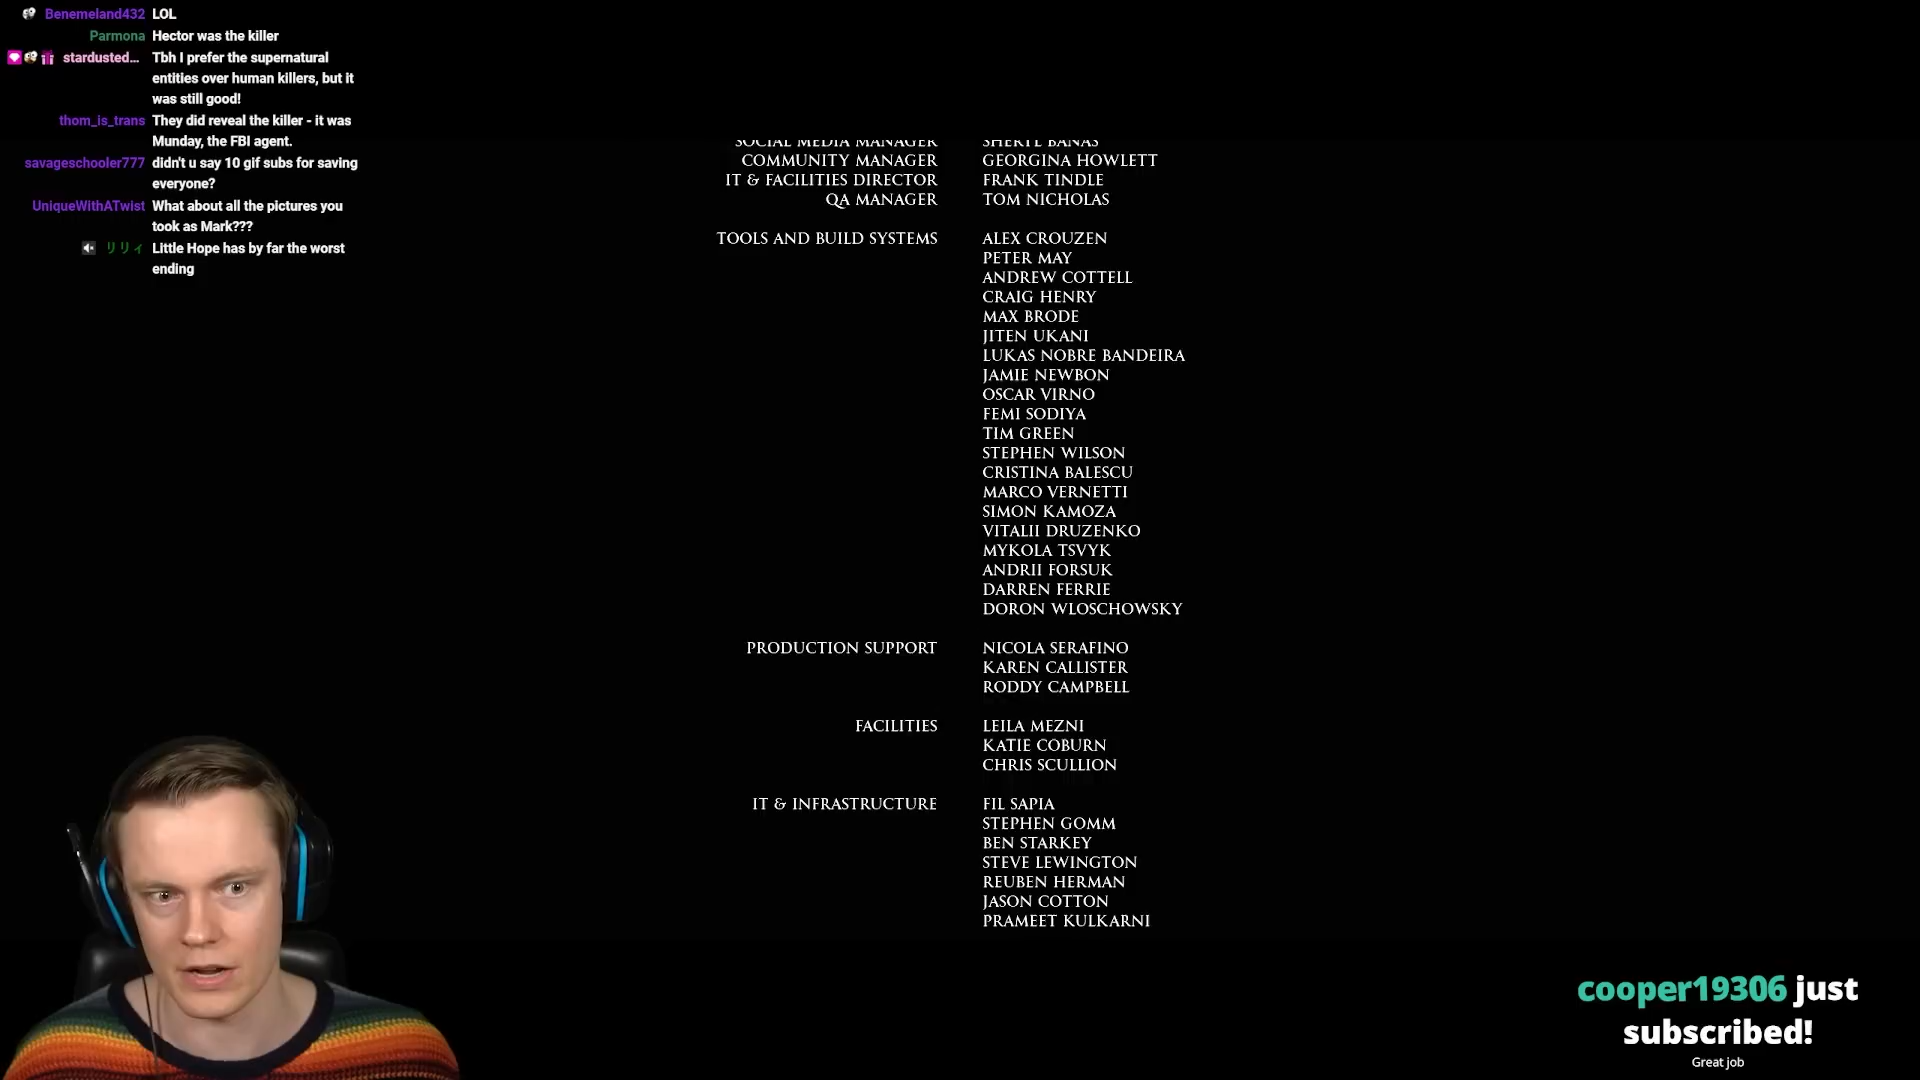 Benemeland432 LOL
Parmona Hector was the killer
stardusted... Tbh I prefer the supernatural
entities over human killers, but it
was still good!
thom_is_trans They did reveal the killer - it was
Munday, the FBI agent.
savageschooler777 didn't u say 10 gif subs for saving
everyone?
UniqueWithATwist What about all the pictures you
took as Mark???
リリィ Little Hope has by far the worst
ending
SOCIAL MEDIA MANAGER SHERYL BANAS
COMMUNITY MANAGER GEORGINA HOWLETT
IT & FACILITIES DIRECTOR FRANK TINDLE
QA MANAGER TOM NICHOLAS
TOOLS AND BUILD SYSTEMS ALEX CROUZEN
PETER MAY
ANDREW COTTELL
CRAIG HENRY
MAX BRODE
JITEN UKANI
LUKAS NOBRE BANDEIRA
JAMIE NEWBON
OSCAR VIRNO
FEMI SODIYA
TIM GREEN
STEPHEN WILSON
CRISTINA BALESCU
MARCO VERNETTI
SIMON KAMOZA
VITALII DRUZENKO
MYKOLA TSVYK
ANDRII FORSUK
DARREN FERRIE
DORON WLOSCHOWSKY
PRODUCTION SUPPORT NICOLA SERAFINO
KAREN CALLISTER
RODDY CAMPBELL
FACILITIES LEILA MEZNI
KATIE COBURN
CHRIS SCULLION
IT & INFRASTRUCTURE FIL SAPIA
STEPHEN GOMM
BEN STARKEY
STEVE LEWINGTON
REUBEN HERMAN
JASON COTTON
PRAMEET KULKARNI
cooper19306 just
subscribed!
Great job